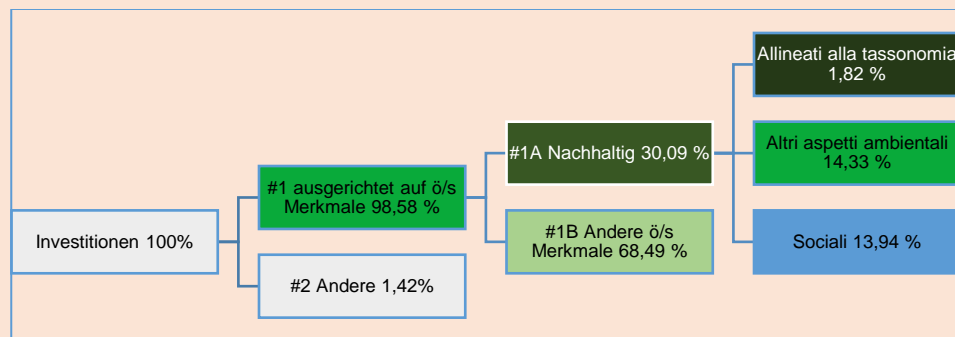 Investitionen 100%
#1 ausgerichtet auf ö/s
Merkmale 98,58 %
#2 Andere 1,42%
#1A Nachhaltig 30,09 %
#1B Andere ö/s
Merkmale 68,49 %
Allineati alla tassonomia
1,82 %
Altri aspetti ambientali
14,33 %
Sociali 13,94 %